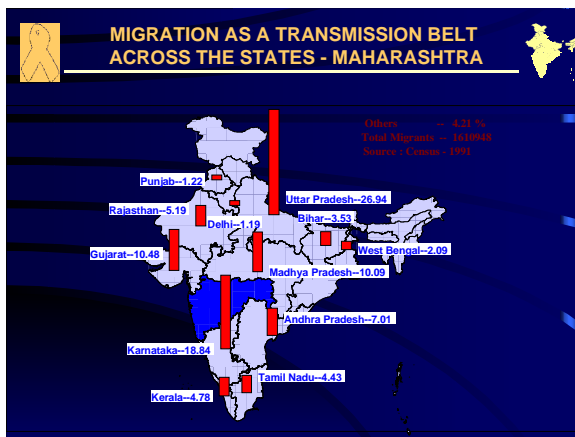 MIGRATION AS A TRANSMISSION BELT
ACROSS THE STATES - MAHARASHTRA
Others -- 4.21 %
Total Migrants -- 1610948
Source : Census - 1991
Punjab--1.22
Uttar Pradesh--26.94
Rajasthan--5.19
Bihar--3.53
Delhi--1.19
West Bengal--2.09
Gujarat--10.48
Madhya Pradesh--10.09
Andhra Pradesh--7.01
Karnataka--18.84
Tamil Nadu--4.43
Kerala--4.78